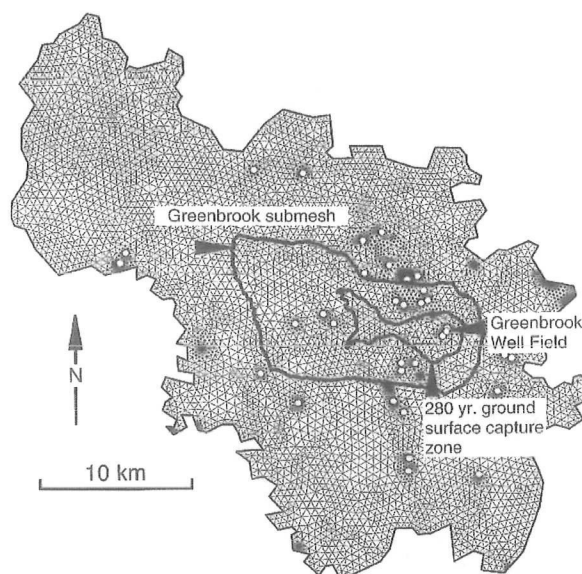 Greenbrook submesh
Greenbrook
Well Field
N
280 yr. ground
surface capture
zone
10 km